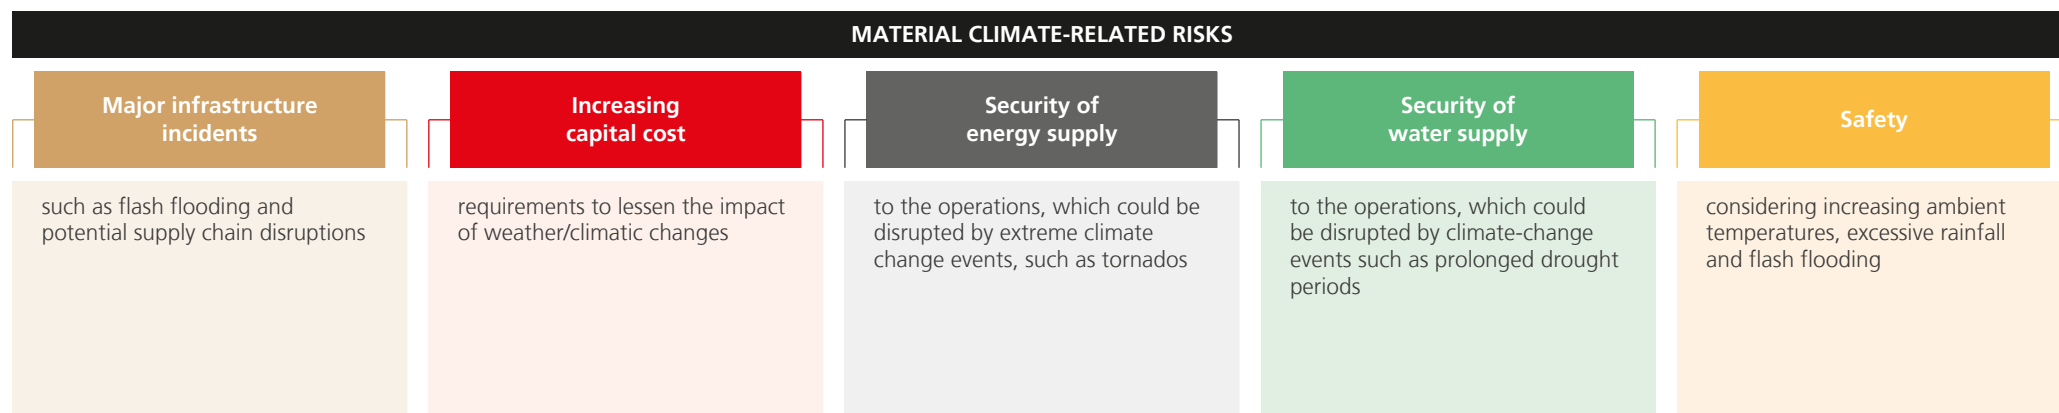 MATERIAL CLIMATE-RELATED RISKS
Major infrastructure
incidents
such as flash flooding and
potential supply chain disruptions
Increasing
capital cost
requirements to lessen the impact
of weather/climatic changes
Security of
energy supply
to the operations, which could be
disrupted by extreme climate
change events, such as tornados
Security of
water supply
to the operations, which could
be disrupted by climate-change
events such as prolonged drought
periods
Safety
considering increasing ambient
temperatures, excessive rainfall
and flash flooding